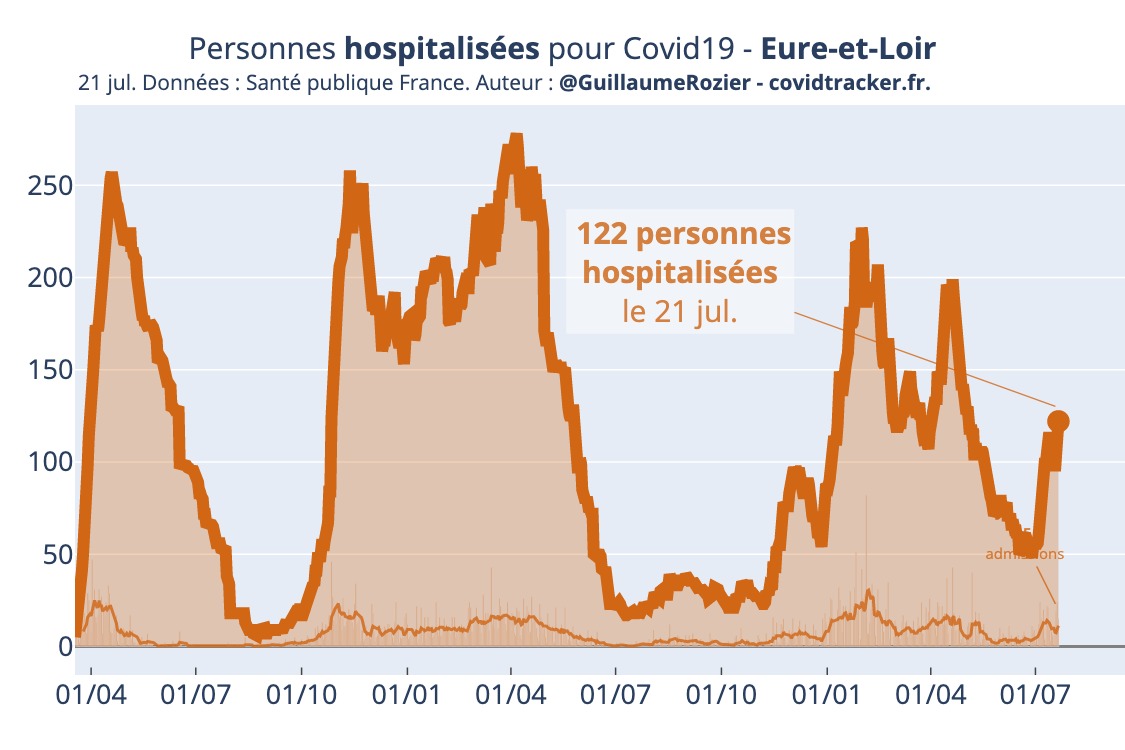 Personnes hospitalisées pour Covid19 - Eure-et-Loir
21 jul. Données : Santé publique France. Auteur : @GuillaumeRozier - covidtracker.fr.
250
200
150
100
50
0
122 personnes
hospitalisées
le 21 jul.
admissions
01/04
01/07
01/10
01/01
01/04
01/07
01/10
01/01
01/04
01/07